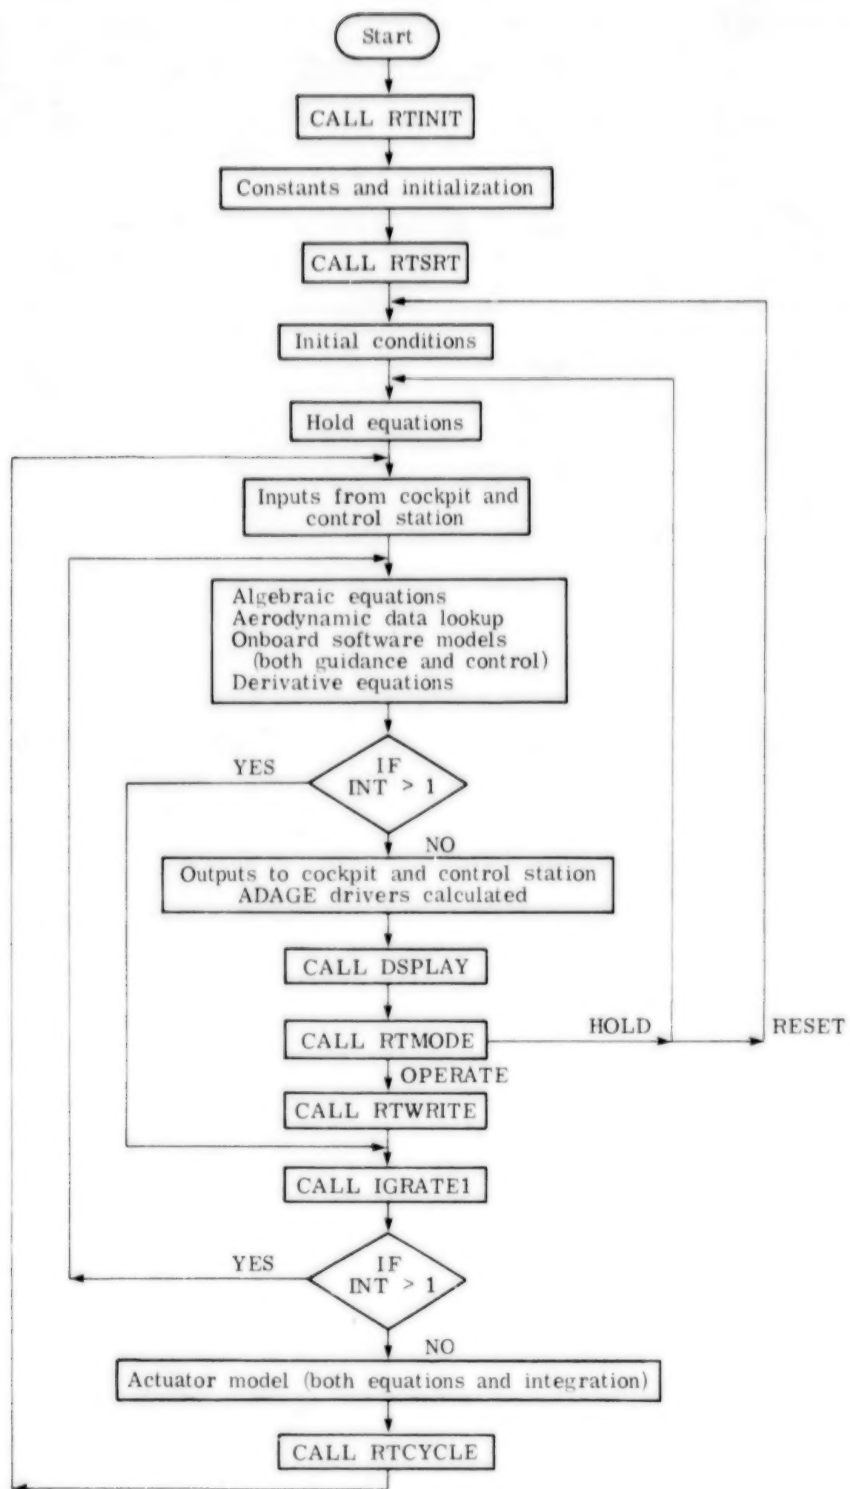 Start
CALL RTINIT
Constants and initialization
CALL RTSRT
Initial conditions
Hold equations
Inputs from cockpit and
control station
Algebraic equations
Aerodynamic data lookup
Onboard software models
(both guidance and control)
Derivative equations
YES
IF
INT > 1
NO
Outputs to cockpit and control station
ADAGE drivers calculated
CALL DSPLAY
CALL RTMODE
HOLD
RESET
OPERATE
CALL RTWRITE
CALL IGRATE1
YES
IF
INT > 1
NO
Actuator model (both equations and integration)
CALL RTCYCLE